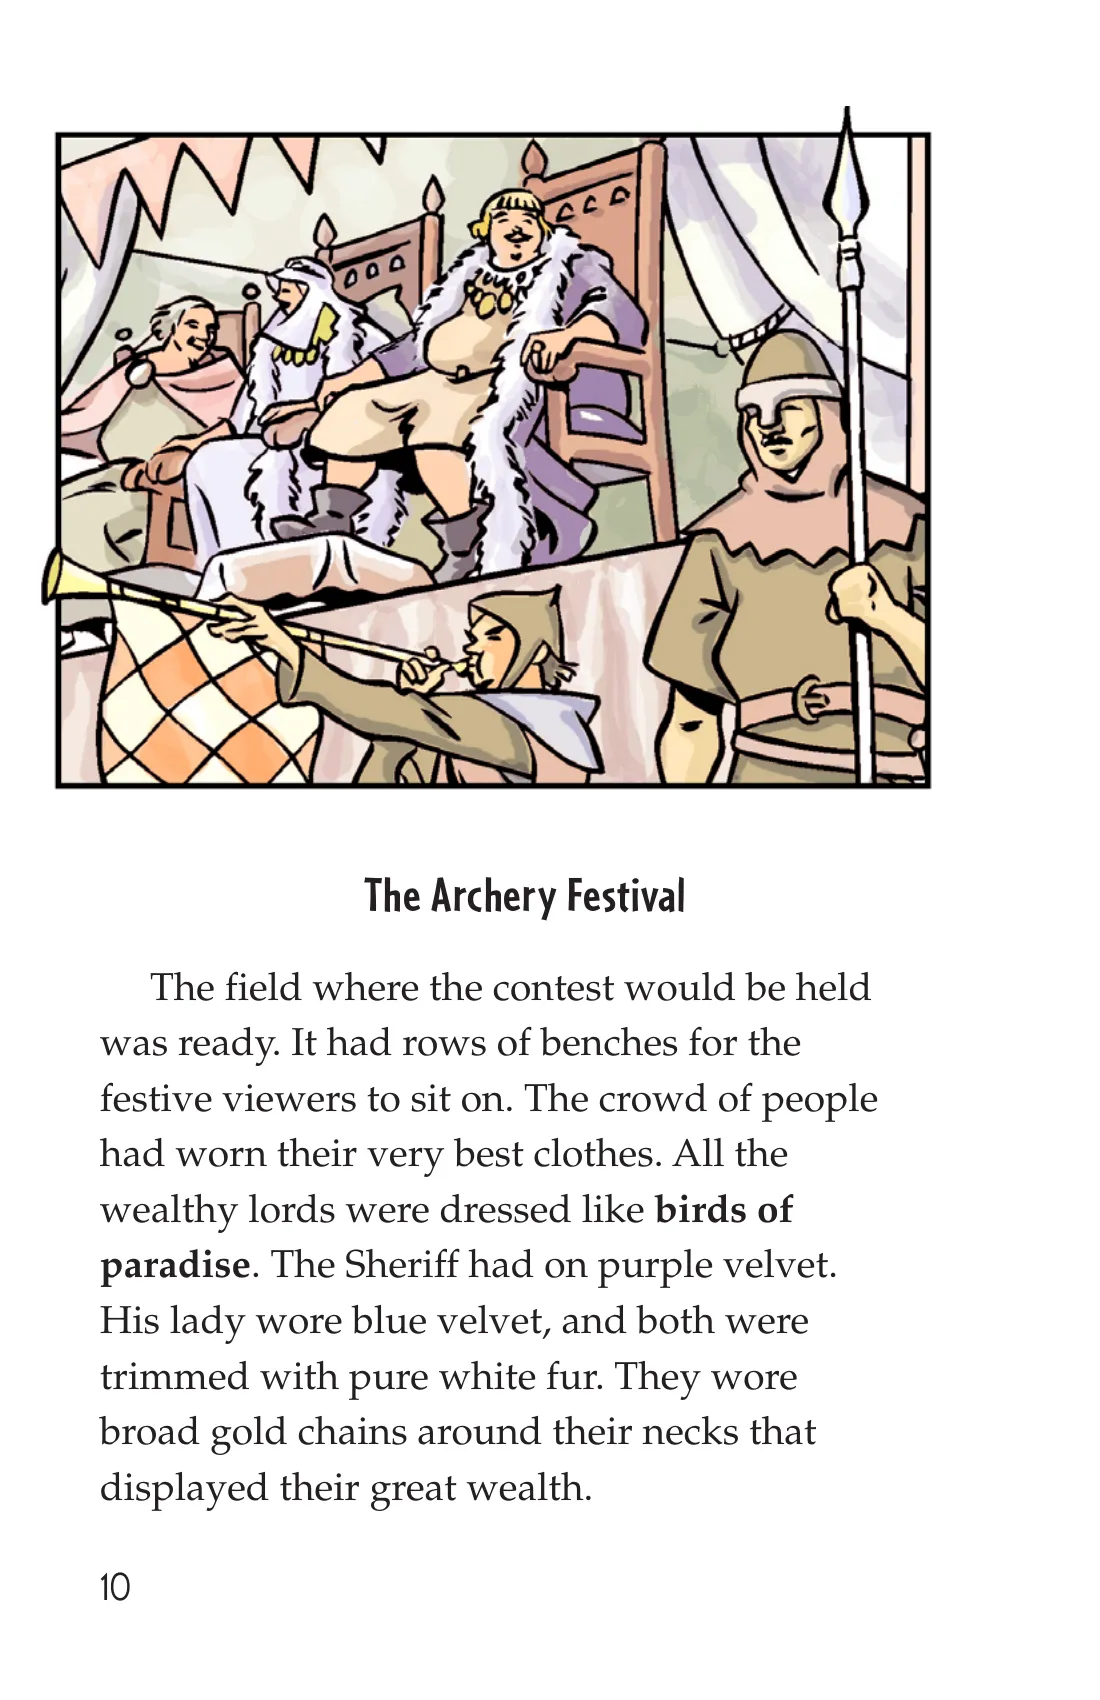 The Archery Festival
The field where the contest would be held
was ready. It had rows of benches for the
festive viewers to sit on. The crowd of people
had worn their very best clothes. All the
wealthy lords were dressed like birds of
paradise. The Sheriff had on purple velvet.
His lady wore blue velvet, and both were
trimmed with pure white fur. They wore
broad gold chains around their necks that
displayed their great wealth.
10